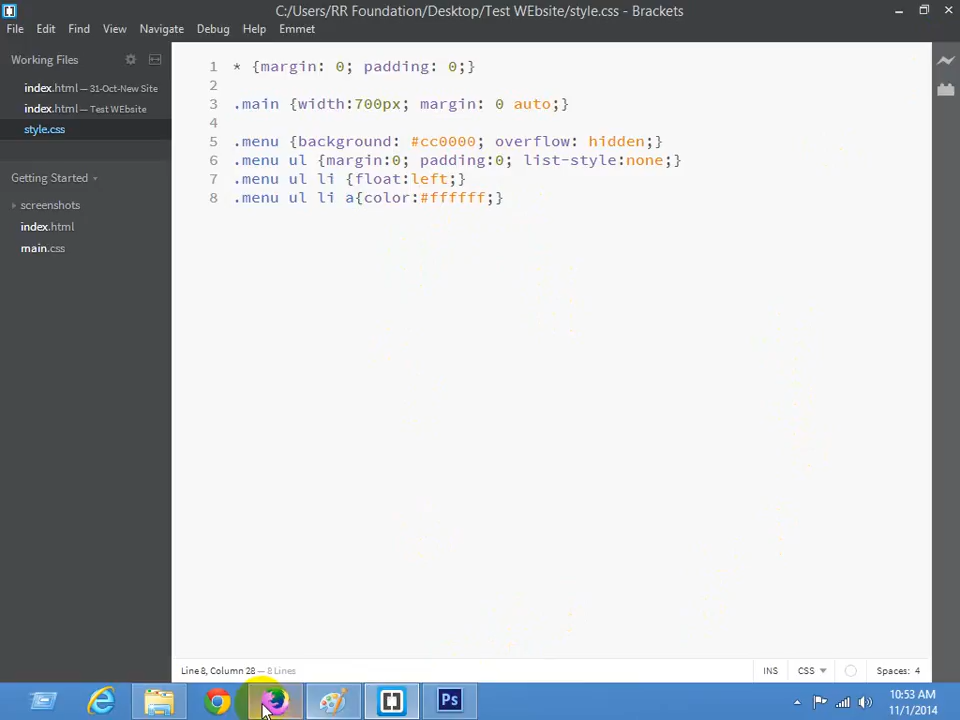 C:/Users/RR Foundation/Desktop/Test WEbsite/style.css - Brackets
File Edit Find View Navigate Debug Help Emmet
Working Files
index.html — 31-Oct-New Site
index.html — Test WEbsite
style.css
Getting Started
screenshots
index.html
main.css
1 * {margin: 0; padding: 0;}
2
3 .main {width:700px; margin: 0 auto;}
4
5 .menu {background: #cc0000; overflow: hidden;}
6 .menu ul {margin:0; padding:0; list-style:none;}
7 .menu ul li {float:left;}
8 .menu ul li a{color:#ffffff;}
Line 8, Column 28 — 8 Lines
INS CSS Spaces: 4
Ps
10:53 AM
11/1/2014